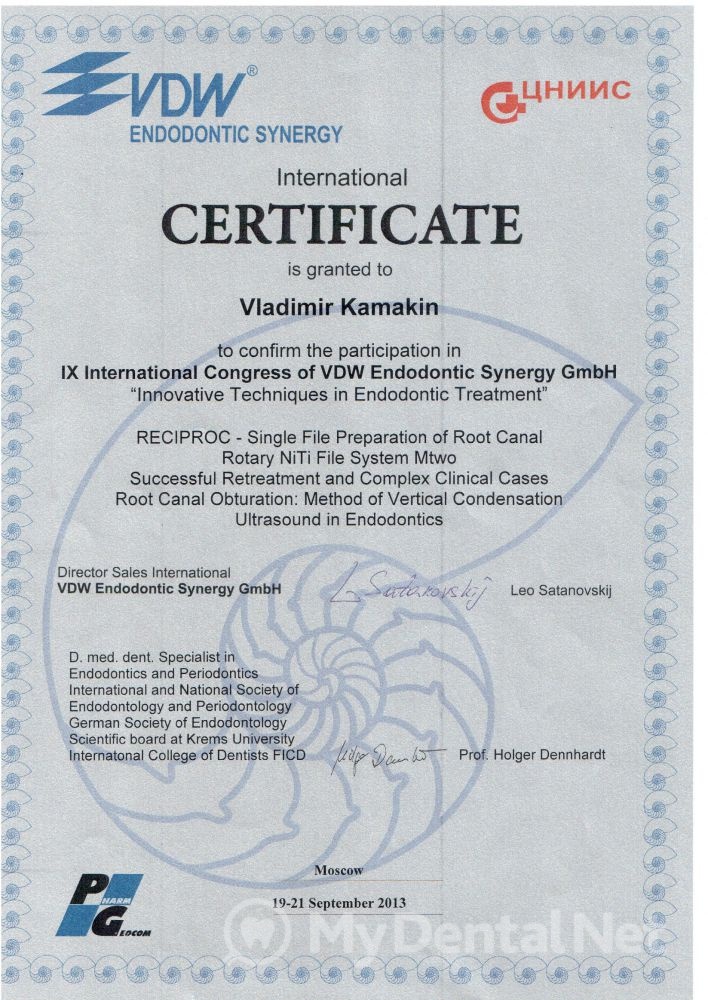 VDW®
ENDODONTIC SYNERGY
ЦНИИС
International
CERTIFICATE
is granted to
Vladimir Kamakin
to confirm the participation in
IX International Congress of VDW Endodontic Synergy GmbH
“Innovative Techniques in Endodontic Treatment”
RECIPROC - Single File Preparation of Root Canal
Rotary NiTi File System Mtwo
Successful Retreatment and Complex Clinical Cases
Root Canal Obturation: Method of Vertical Condensation
Ultrasound in Endodontics
Director Sales International
VDW Endodontic Synergy GmbH
L Satanovskij
Leo Satanovskij
D. med. dent. Specialist in
Endodontics and Periodontics
International and National Society of
Endodontology and Periodontology
German Society of Endodontology
Scientific board at Krems University
Internatonal College of Dentists FICD
Prof. Holger Dennhardt
Moscow
19-21 September 2013
PHARM
GEDCOM
MyDental Net